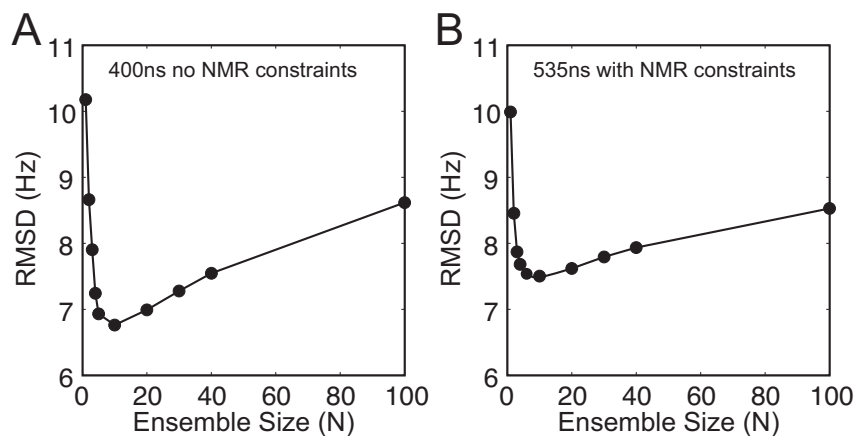 A
400ns no NMR constraints
RMSD (Hz)
11
10
9
8
7
6
0 20 40 60 80 100
Ensemble Size (N)
B
535ns with NMR constraints
RMSD (Hz)
11
10
9
8
7
6
0 20 40 60 80 100
Ensemble Size (N)